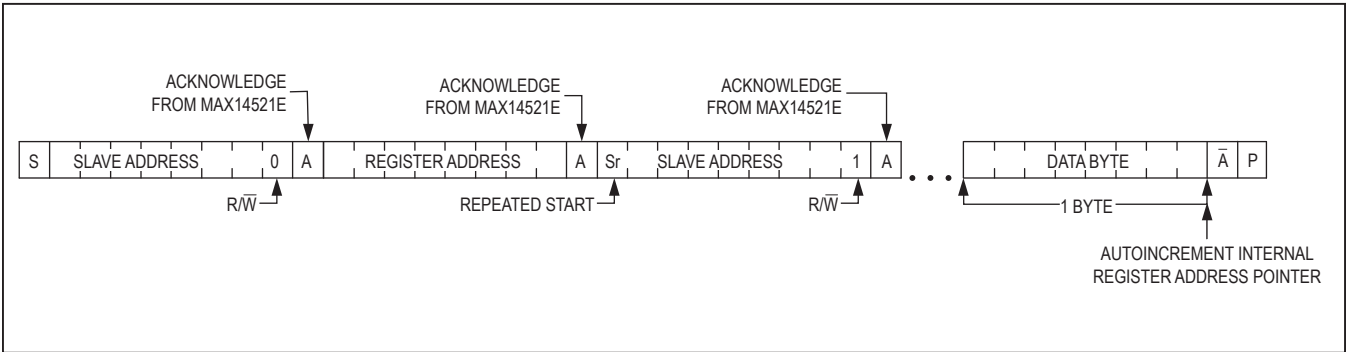 ACKNOWLEDGE
FROM MAX14521E
ACKNOWLEDGE
FROM MAX14521E
ACKNOWLEDGE
FROM MAX14521E
S SLAVE ADDRESS 0 A REGISTER ADDRESS A Sr SLAVE ADDRESS 1 A ... DATA BYTE A̅ P
R/W̅
REPEATED START
R/W̅
1 BYTE
AUTOINCREMENT INTERNAL
REGISTER ADDRESS POINTER